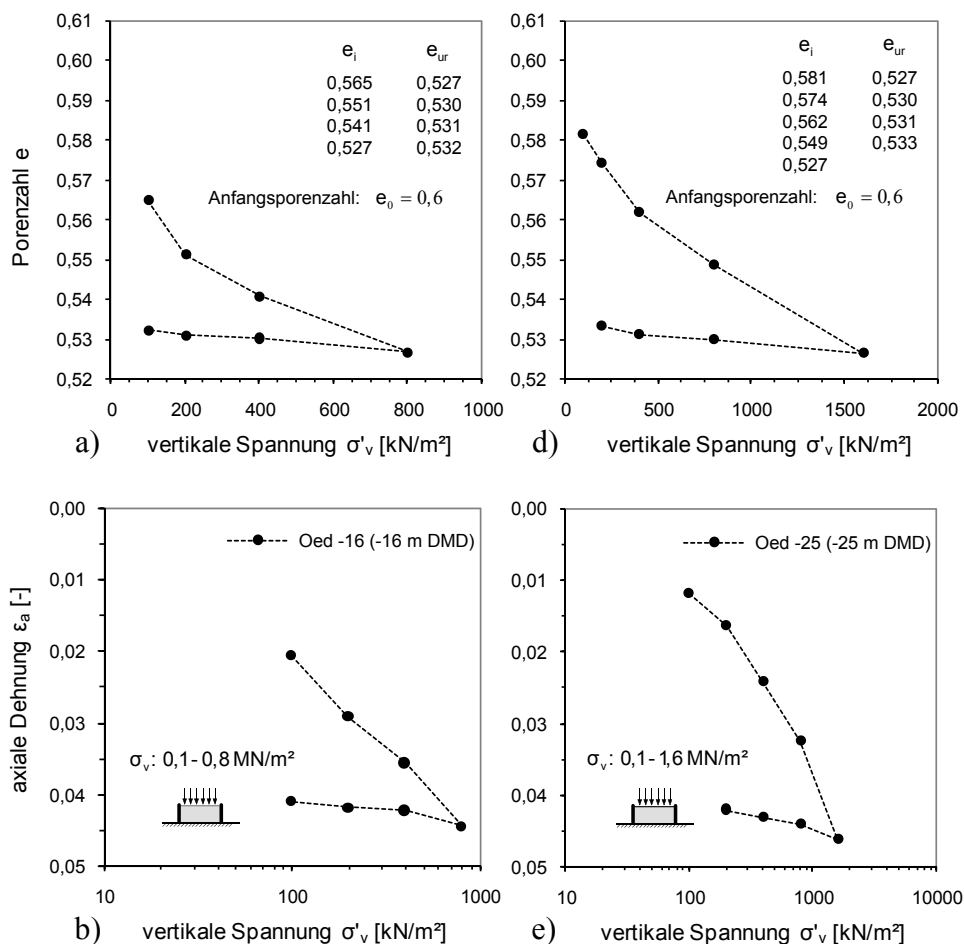 Porenzahl e
0,61
0,60
0,59
0,58
0,57
0,56
0,55
0,54
0,53
0,52
e_i e_ur
0,565 0,527
0,551 0,530
0,541 0,531
0,527 0,532
Anfangsporenzahl: e_0 = 0,6
0 200 400 600 800 1000
a) vertikale Spannung σ'_v [kN/m²]
0,61
0,60
0,59
0,58
0,57
0,56
0,55
0,54
0,53
0,52
e_i e_ur
0,581 0,527
0,574 0,530
0,562 0,531
0,549 0,533
0,527
Anfangsporenzahl: e_0 = 0,6
0 500 1000 1500 2000
d) vertikale Spannung σ'_v [kN/m²]
axiale Dehnung ε_a [-]
0,00
0,01
0,02
0,03
0,04
0,05
Oed -16 (-16 m DMD)
σ_v: 0,1 - 0,8 MN/m²
10 100 1000
b) vertikale Spannung σ'_v [kN/m²]
0,00
0,01
0,02
0,03
0,04
0,05
Oed -25 (-25 m DMD)
σ_v: 0,1 - 1,6 MN/m²
10 100 1000 10000
e) vertikale Spannung σ'_v [kN/m²]